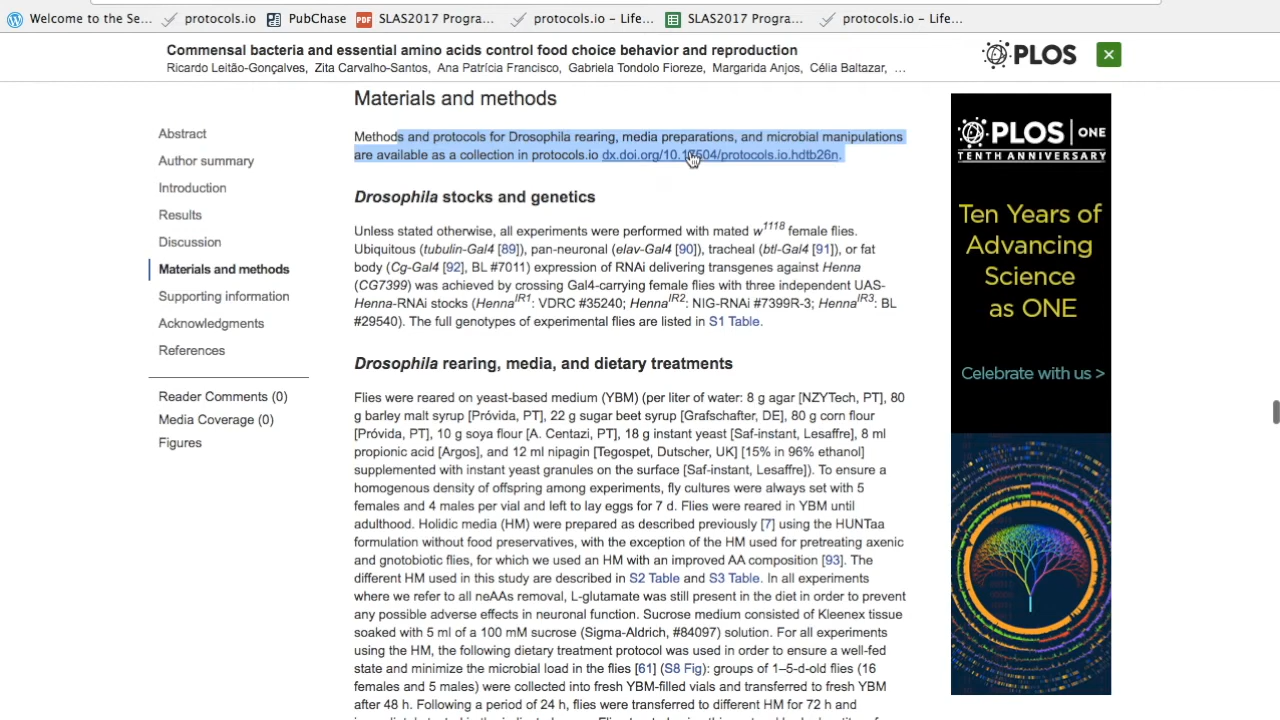 Welcome to the Se... protocols.io PubChase SLAS2017 Progra... protocols.io – Life... SLAS2017 Progra... protocols.io – Life...
Commensal bacteria and essential amino acids control food choice behavior and reproduction
Ricardo Leitão-Gonçalves, Zita Carvalho-Santos, Ana Patrícia Francisco, Gabriela Tondolo Fioreze, Margarida Anjos, Célia Baltazar, ...
PLOS
Abstract
Author summary
Introduction
Results
Discussion
Materials and methods
Supporting information
Acknowledgments
References
Reader Comments (0)
Media Coverage (0)
Figures
Materials and methods
Methods and protocols for Drosophila rearing, media preparations, and microbial manipulations
are available as a collection in protocols.io dx.doi.org/10.17504/protocols.io.hdtb26n.
Drosophila stocks and genetics
Unless stated otherwise, all experiments were performed with mated w1118 female flies.
Ubiquitous (tubulin-Gal4 [89]), pan-neuronal (elav-Gal4 [90]), tracheal (btl-Gal4 [91]), or fat
body (Cg-Gal4 [92], BL #7011) expression of RNAi delivering transgenes against Henna
(CG7399) was achieved by crossing Gal4-carrying female flies with three independent UAS-
Henna-RNAi stocks (HennaIR1: VDRC #35240; HennaIR2: NIG-RNAi #7399R-3; HennaIR3: BL
#29540). The full genotypes of experimental flies are listed in S1 Table.
Drosophila rearing, media, and dietary treatments
Flies were reared on yeast-based medium (YBM) (per liter of water: 8 g agar [NZYTech, PT], 80
g barley malt syrup [Próvida, PT], 22 g sugar beet syrup [Grafschafter, DE], 80 g corn flour
[Próvida, PT], 10 g soya flour [A. Centazi, PT], 18 g instant yeast [Saf-instant, Lesaffre], 8 ml
propionic acid [Argos], and 12 ml nipagin [Tegospet, Dutscher, UK] [15% in 96% ethanol]
supplemented with instant yeast granules on the surface [Saf-instant, Lesaffre]). To ensure a
homogenous density of offspring among experiments, fly cultures were always set with 5
females and 4 males per vial and left to lay eggs for 7 d. Flies were reared in YBM until
adulthood. Holidic media (HM) were prepared as described previously [7] using the HUNTaa
formulation without food preservatives, with the exception of the HM used for pretreating axenic
and gnotobiotic flies, for which we used an HM with an improved AA composition [93]. The
different HM used in this study are described in S2 Table and S3 Table. In all experiments
where we refer to all neAAs removal, L-glutamate was still present in the diet in order to prevent
any possible adverse effects in neuronal function. Sucrose medium consisted of Kleenex tissue
soaked with 5 ml of a 100 mM sucrose (Sigma-Aldrich, #84097) solution. For all experiments
using the HM, the following dietary treatment protocol was used in order to ensure a well-fed
state and minimize the microbial load in the flies [61] (S8 Fig): groups of 1–5-d-old flies (16
females and 5 males) were collected into fresh YBM-filled vials and transferred to fresh YBM
after 48 h. Following a period of 24 h, flies were transferred to different HM for 72 h and
PLOS ONE
TENTH ANNIVERSARY
Ten Years of
Advancing
Science
as ONE
Celebrate with us >